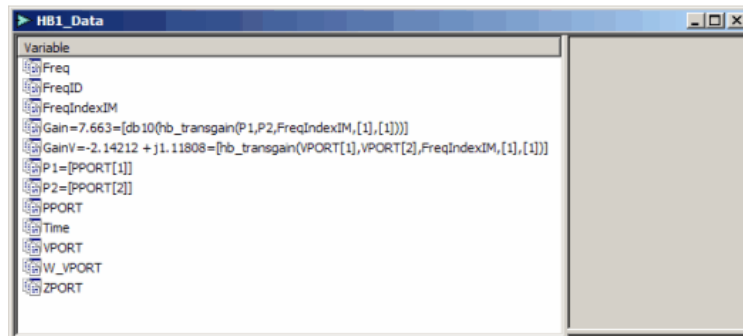 HB1_Data
Variable
Freq
FreqID
FreqIndexIM
Gain=7.663=[db10(hb_transgain(P1,P2,FreqIndexIM,[1],[1]))]
GainV=-2.14212 +j1.11808=[hb_transgain(VPORT[1],VPORT[2],FreqIndexIM,[1],[1])]
P1=[PPORT[1]]
P2=[PPORT[2]]
PPORT
Time
VPORT
W_VPORT
ZPORT